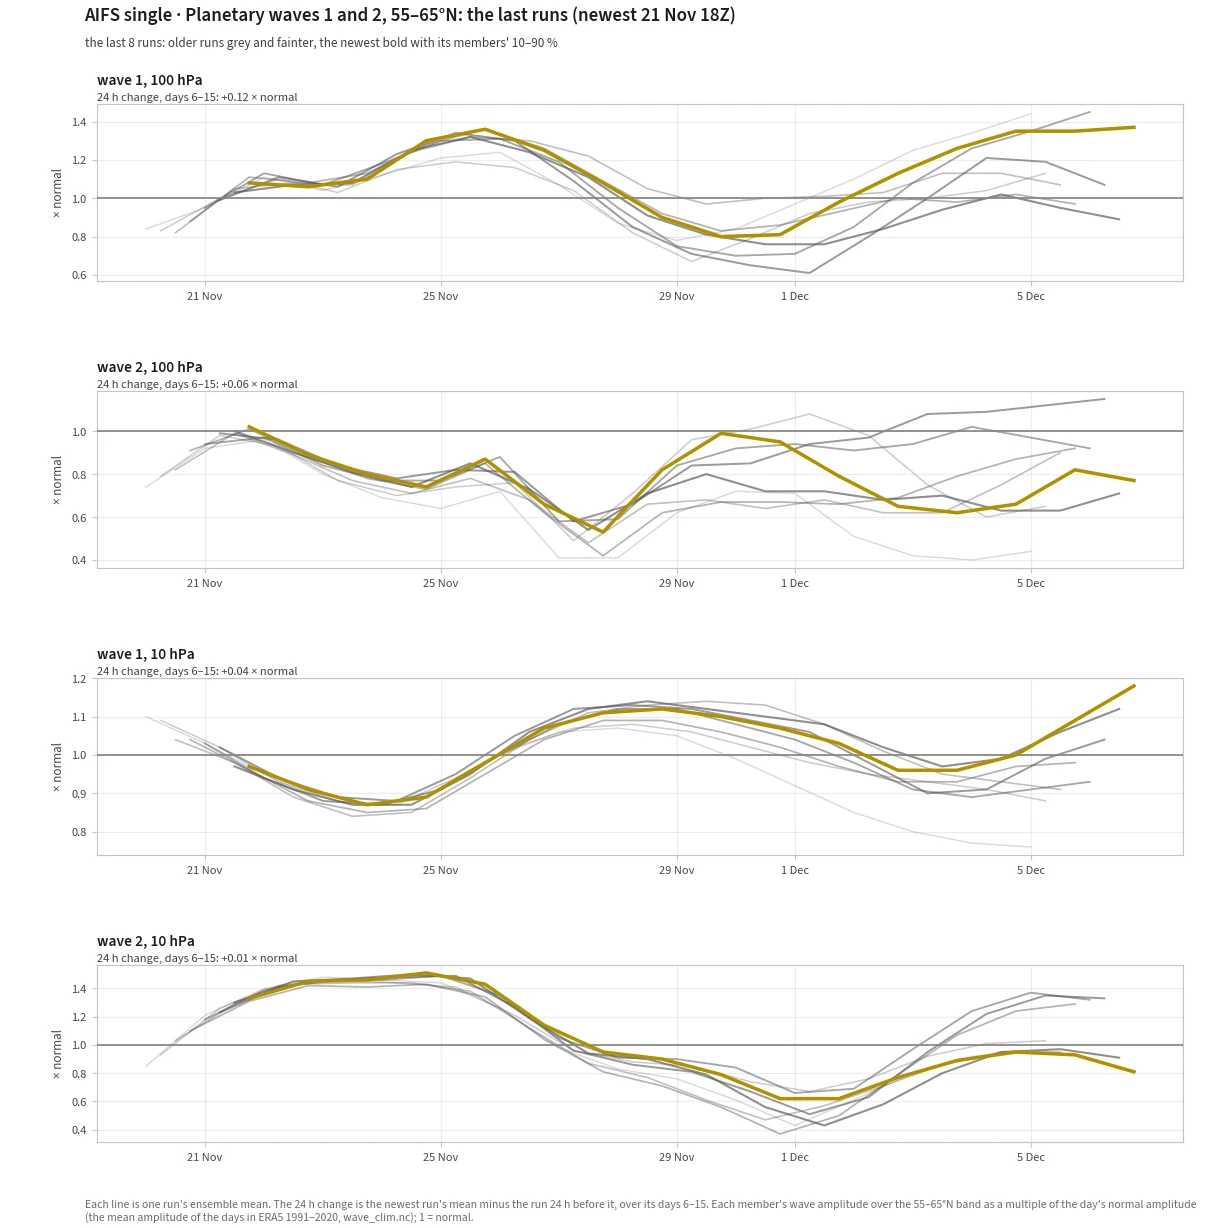 AIFS single · Planetary waves 1 and 2, 55–65°N: the last runs (newest 21 Nov 18Z)
the last 8 runs: older runs grey and fainter, the newest bold with its members' 10–90 %
wave 1, 100 hPa
24 h change, days 6–15: +0.12 × normal
1.4
1.2
1.0
0.8
0.6
× normal
21 Nov 25 Nov 29 Nov 1 Dec 5 Dec
wave 2, 100 hPa
24 h change, days 6–15: +0.06 × normal
1.0
0.8
0.6
0.4
× normal
21 Nov 25 Nov 29 Nov 1 Dec 5 Dec
wave 1, 10 hPa
24 h change, days 6–15: +0.04 × normal
1.2
1.1
1.0
0.9
0.8
× normal
21 Nov 25 Nov 29 Nov 1 Dec 5 Dec
wave 2, 10 hPa
24 h change, days 6–15: +0.01 × normal
1.4
1.2
1.0
0.8
0.6
0.4
× normal
21 Nov 25 Nov 29 Nov 1 Dec 5 Dec
Each line is one run's ensemble mean. The 24 h change is the newest run's mean minus the run 24 h before it, over its days 6–15. Each member's wave amplitude over the 55–65°N band as a multiple of the day's normal amplitude
(the mean amplitude of the days in ERA5 1991–2020, wave_clim.nc); 1 = normal.